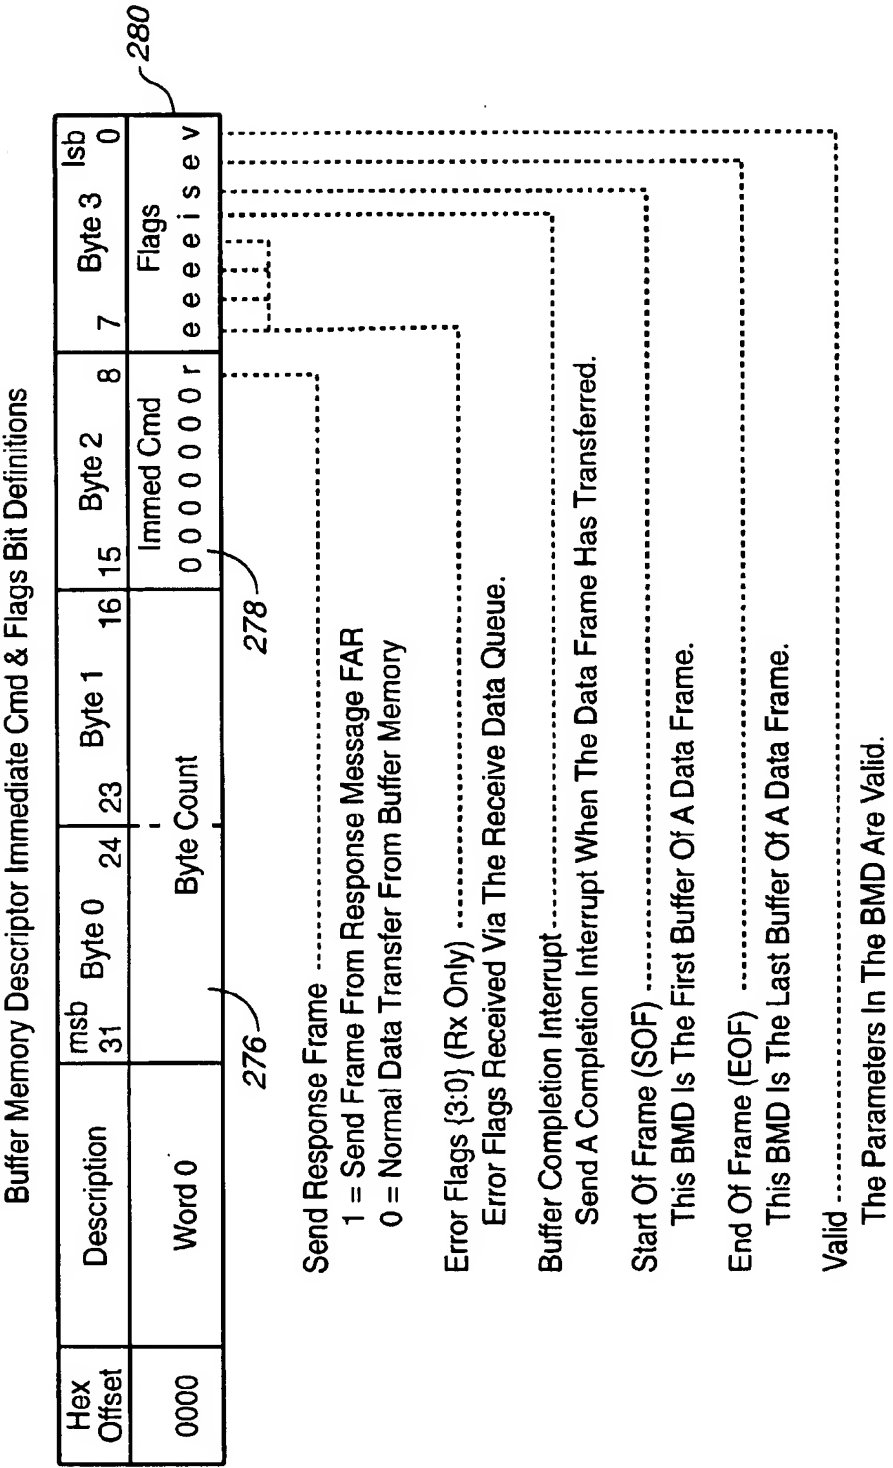 Buffer Memory Descriptor Immediate Cmd & Flags Bit Definitions
Hex Offset Description msb 31 Byte 0 24 23 Byte 1 16 15 Byte 2 8 7 Byte 3 lsb 0
0000 Word 0 Byte Count Immed Cmd 0 0 0 0 0 0 0 r Flags e e e e i s e v
276
278
280
Send Response Frame
1 = Send Frame From Response Message FAR
0 = Normal Data Transfer From Buffer Memory
Error Flags {3:0} (Rx Only)
Error Flags Received Via The Receive Data Queue.
Buffer Completion Interrupt
Send A Completion Interrupt When The Data Frame Has Transferred.
Start Of Frame (SOF)
This BMD Is The First Buffer Of A Data Frame.
End Of Frame (EOF)
This BMD Is The Last Buffer Of A Data Frame.
Valid
The Parameters In The BMD Are Valid.